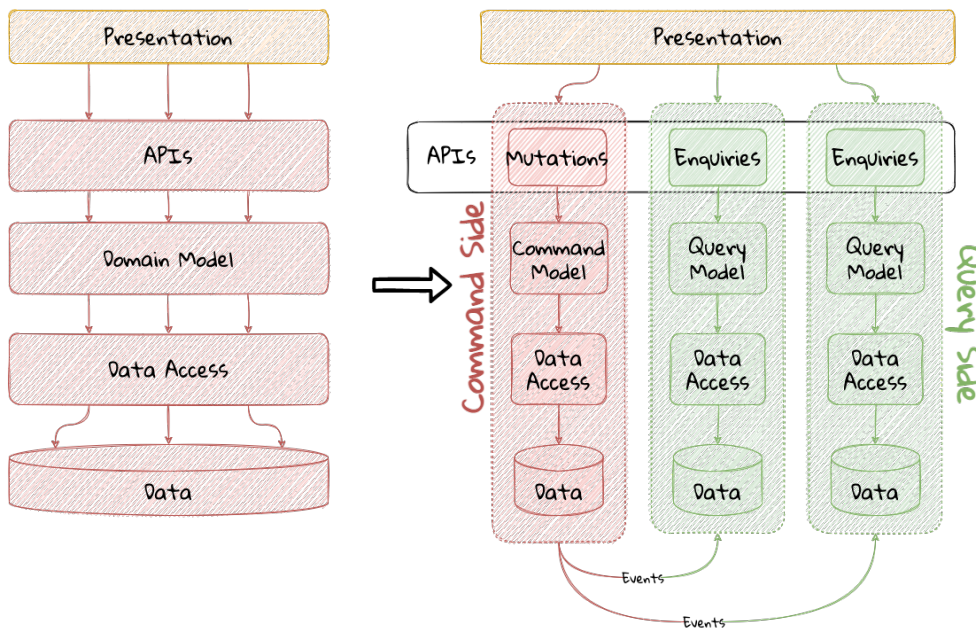 Presentation
APIs
Domain Model
Data Access
Data
Presentation
APIs
Mutations
Enquiries
Enquiries
Command Side
Command
Model
Query
Model
Query
Model
Query Side
Data
Access
Data
Access
Data
Access
Data
Data
Data
Events
Events